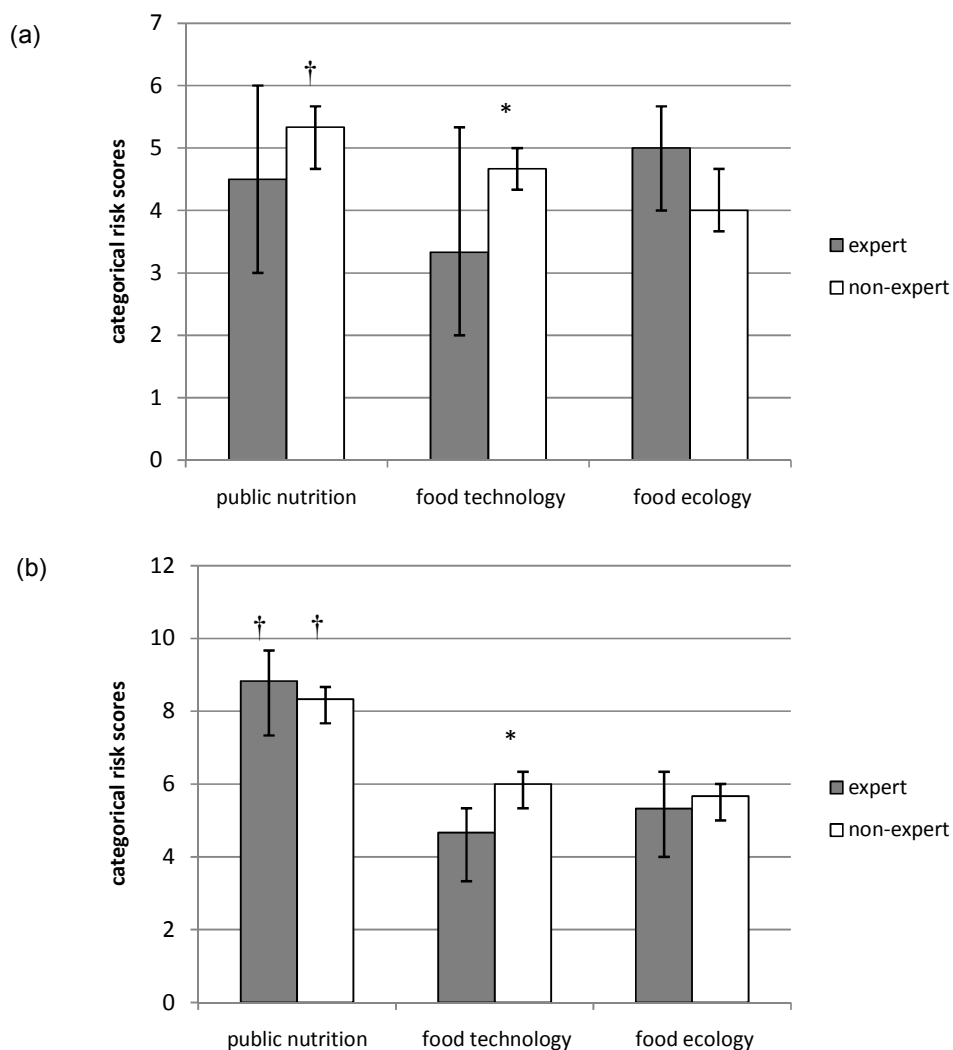 (a)
categorical risk scores
7
6
5
4
3
2
1
0
†
*
public nutrition food technology food ecology
expert
non-expert
(b)
categorical risk scores
12
10
8
6
4
2
0
† †
*
public nutrition food technology food ecology
expert
non-expert